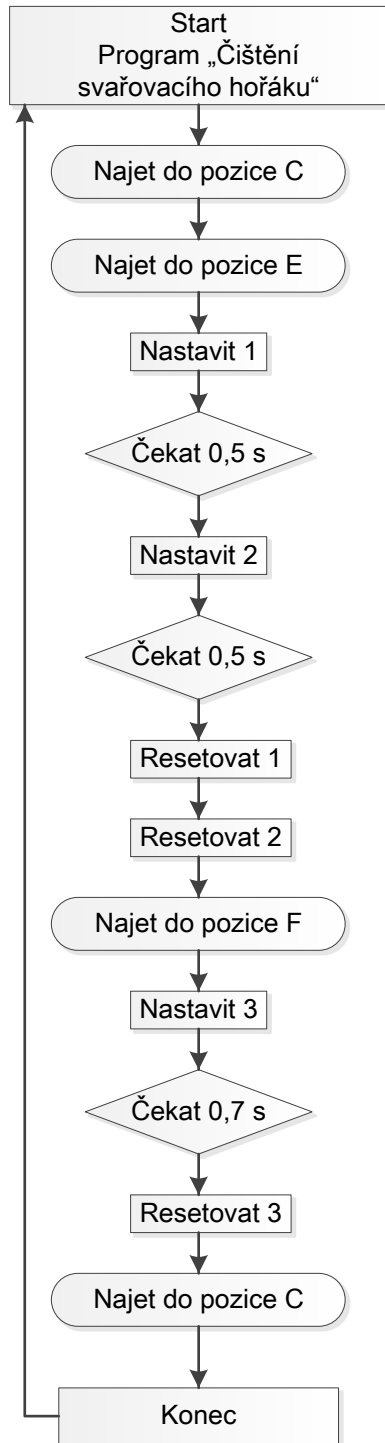 Start
Program „Čištění
svařovacího hořáku“
Najet do pozice C
Najet do pozice E
Nastavit 1
Čekat 0,5 s
Nastavit 2
Čekat 0,5 s
Resetovat 1
Resetovat 2
Najet do pozice F
Nastavit 3
Čekat 0,7 s
Resetovat 3
Najet do pozice C
Konec